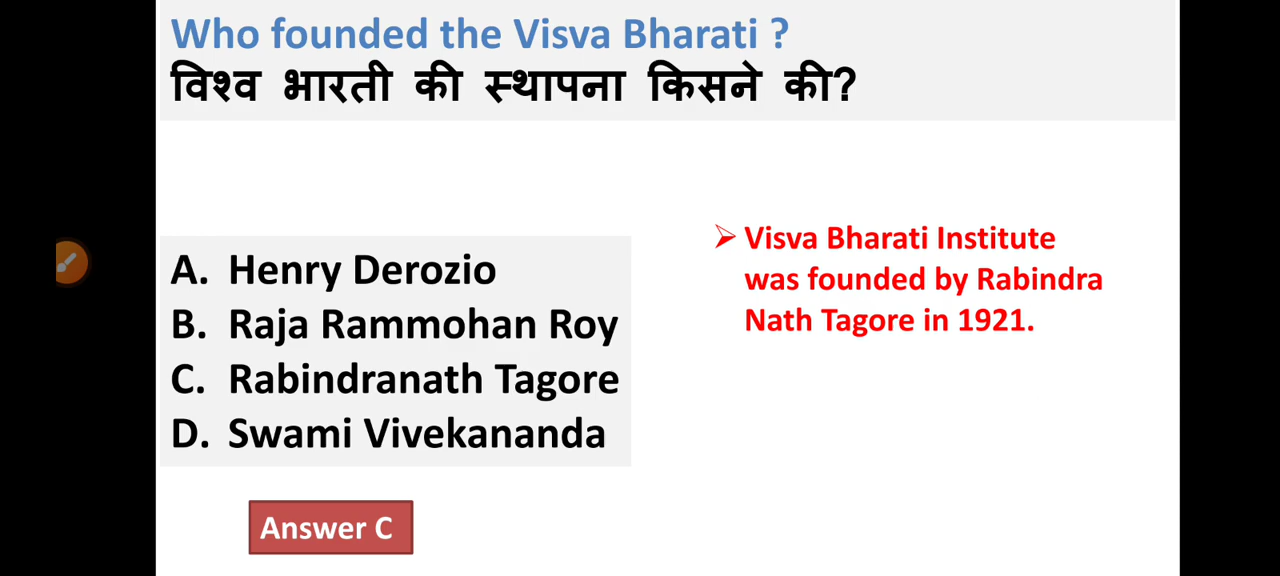 Who founded the Visva Bharati ?
विश्व भारती की स्थापना किसने की?
A. Henry Derozio
B. Raja Rammohan Roy
C. Rabindranath Tagore
D. Swami Vivekananda
➢ Visva Bharati Institute
was founded by Rabindra
Nath Tagore in 1921.
Answer C